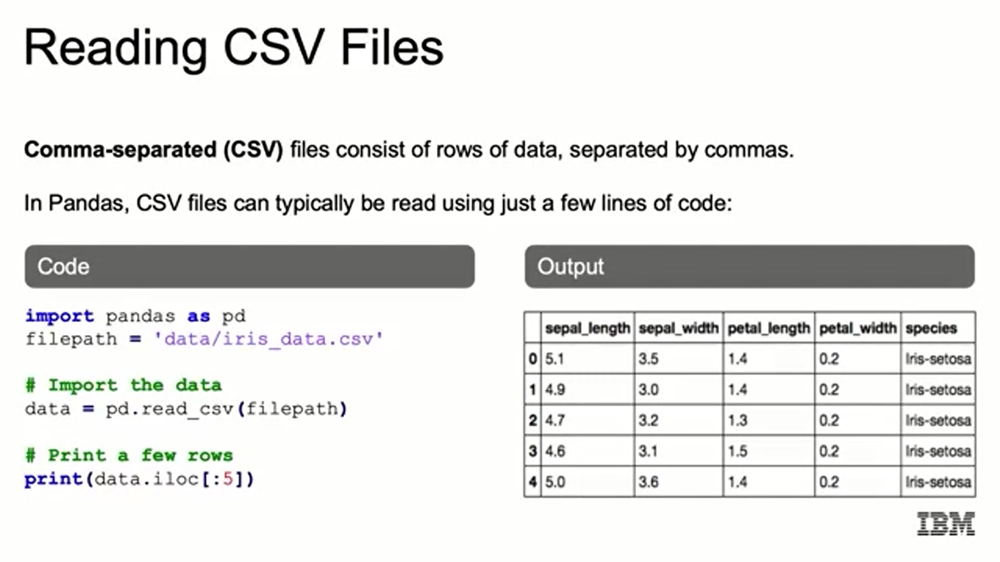 Reading CSV Files
Comma-separated (CSV) files consist of rows of data, separated by commas.
In Pandas, CSV files can typically be read using just a few lines of code:
Code
import pandas as pd
filepath = 'data/iris_data.csv'
# Import the data
data = pd.read_csv(filepath)
# Print a few rows
print(data.iloc[:5])
Output
sepal_length sepal_width petal_length petal_width species
0 5.1 3.5 1.4 0.2 Iris-setosa
1 4.9 3.0 1.4 0.2 Iris-setosa
2 4.7 3.2 1.3 0.2 Iris-setosa
3 4.6 3.1 1.5 0.2 Iris-setosa
4 5.0 3.6 1.4 0.2 Iris-setosa
IBM